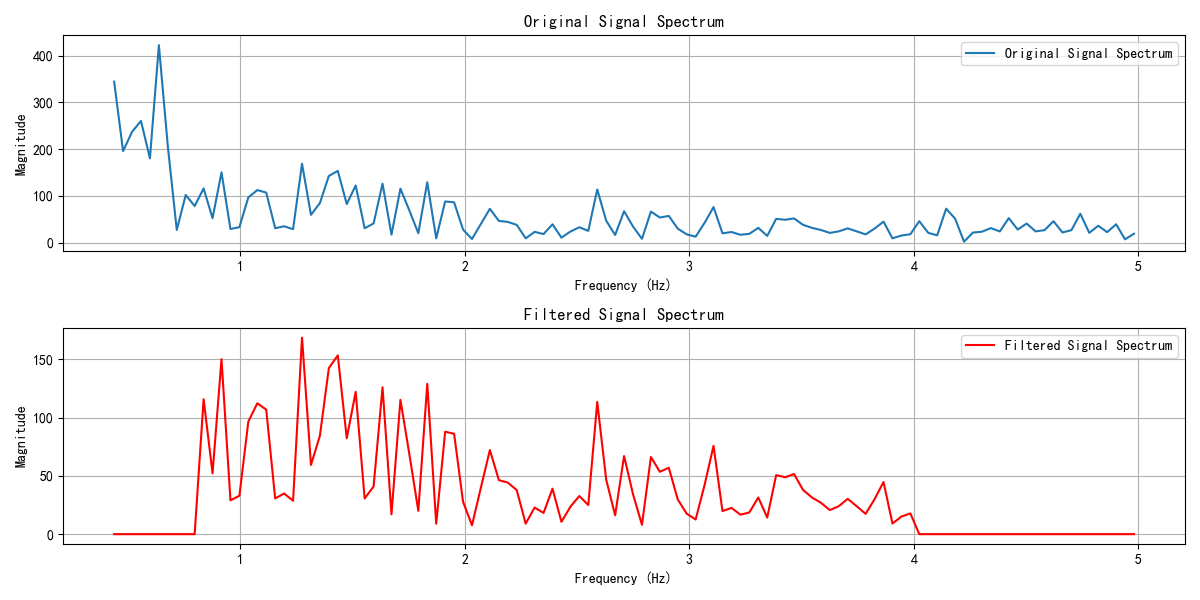 Original Signal Spectrum
Original Signal Spectrum
Magnitude
400
300
200
100
0
1
2
3
4
5
Frequency (Hz)
Filtered Signal Spectrum
Filtered Signal Spectrum
Magnitude
150
100
50
0
1
2
3
4
5
Frequency (Hz)